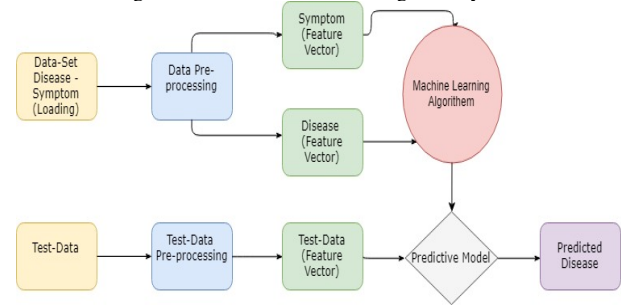 Symptom
(Feature
Vector)
Data-Set
Disease -
Symptom
(Loading)
Data Pre-
processing
Machine Learning
Algorithem
Disease
(Feature
Vector)
Test-Data
Test-Data
Pre-processing
Test-Data
(Feature
Vector)
Predictive Model
Predicted
Disease